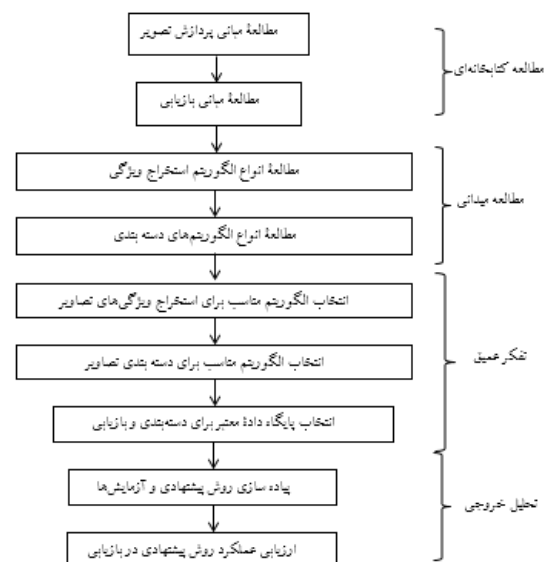 مطالعهٔ مبانی پردازش تصویر
مطالعهٔ مبانی بازیابی
مطالعه کتابخانه‌ای
مطالعهٔ انواع الگوریتم استخراج ویژگی
مطالعهٔ انواع الگوریتم‌های دسته بندی
مطالعه میدانی
انتخاب الگوریتم مناسب برای استخراج ویژگی‌های تصاویر
انتخاب الگوریتم مناسب برای دسته بندی تصاویر
انتخاب پایگاه دادهٔ معتبر برای دسته‌بندی و بازیابی
تفکر عمیق
پیاده سازی روش پیشنهادی و آزمایش‌ها
ارزیابی عملکرد روش پیشنهادی در بازیابی
تحلیل خروجی